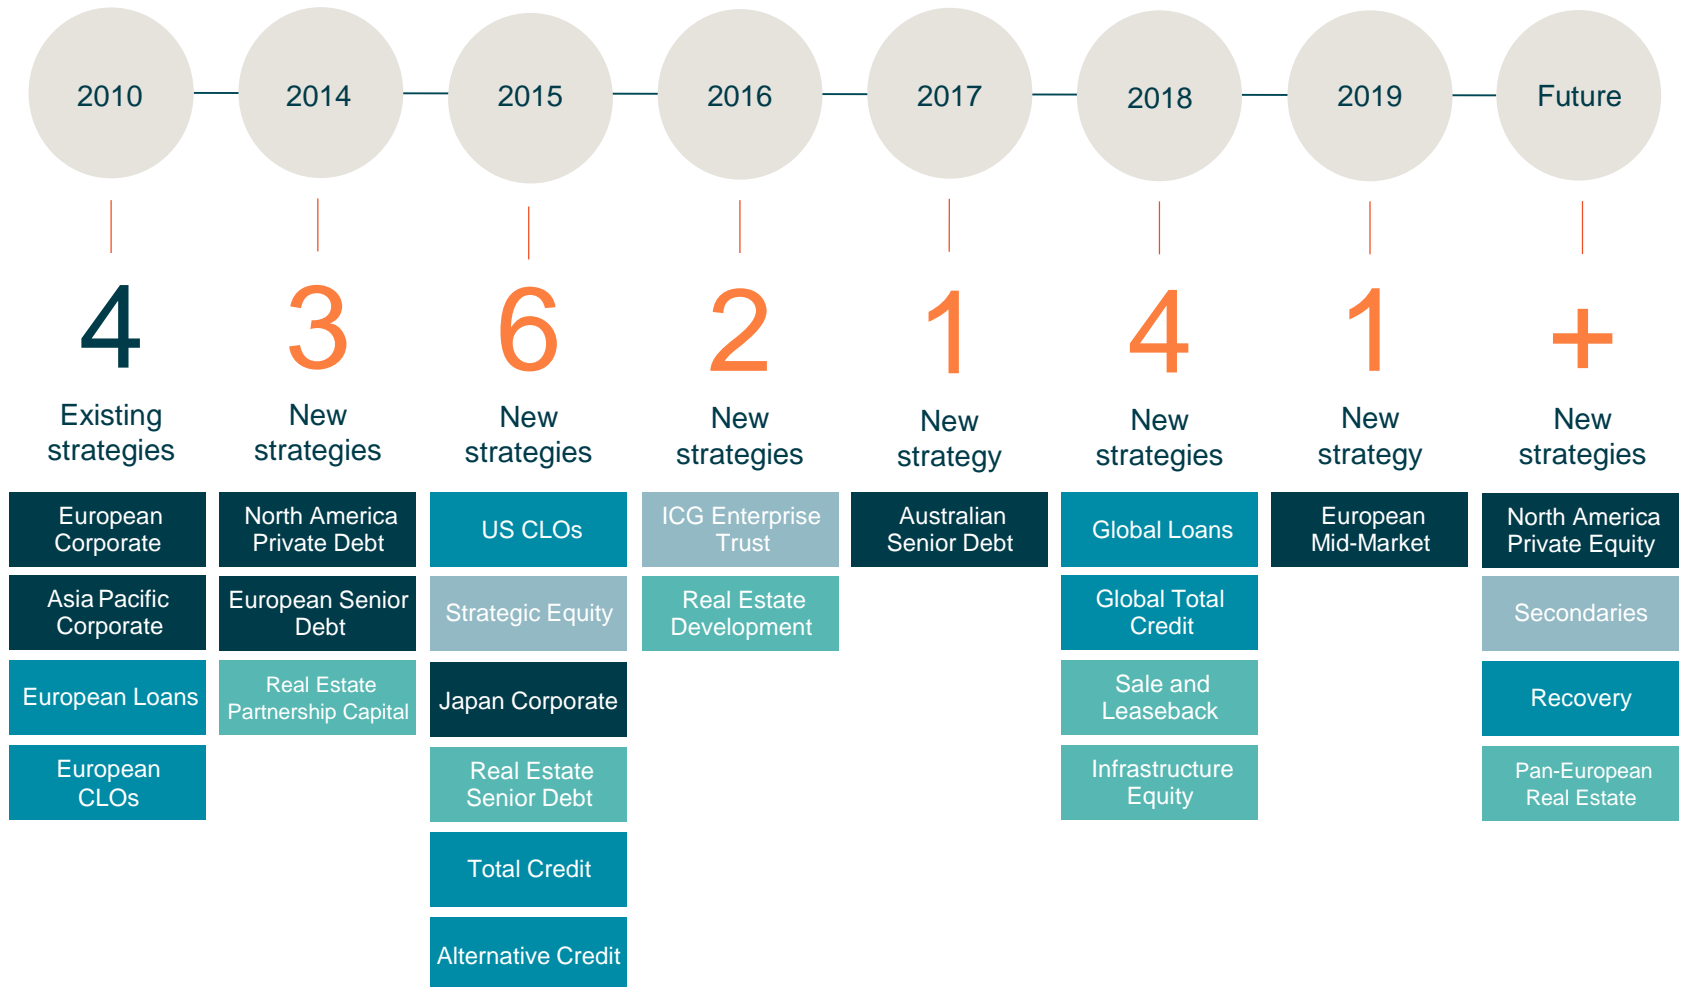 2010
2014
2015
2016
2017
2018
2019
Future
4
3
6
2
1
4
1
+
Existing
strategies
New
strategies
New
strategies
New
strategies
New
strategy
New
strategies
New
strategy
New
strategies
European
Corporate
Asia Pacific
Corporate
European Loans
European
CLOs
North America
Private Debt
European Senior
Debt
Real Estate
Partnership Capital
US CLOs
Strategic Equity
Japan Corporate
Real Estate
Senior Debt
Total Credit
Alternative Credit
ICG Enterprise
Trust
Real Estate
Development
Australian
Senior Debt
Global Loans
Global Total
Credit
Sale and
Leaseback
Infrastructure
Equity
European
Mid-Market
North America
Private Equity
Secondaries
Recovery
Pan-European
Real Estate